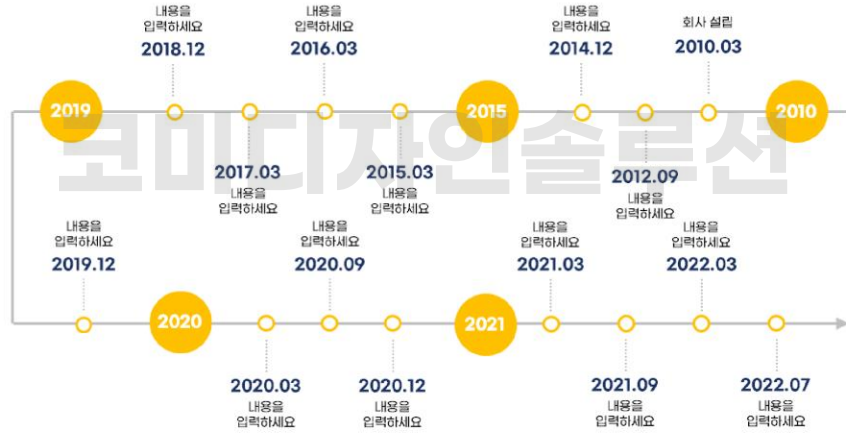 내용을
입력하세요
2018.12
내용을
입력하세요
2016.03
내용을
입력하세요
2014.12
회사 설립
2010.03
2019
2015
2010
코미디자인솔루션
2017.03
내용을
입력하세요
2015.03
내용을
입력하세요
2012.09
내용을
입력하세요
내용을
입력하세요
2019.12
내용을
입력하세요
2020.09
내용을
입력하세요
2021.03
내용을
입력하세요
2022.03
2020
2021
2020.03
내용을
입력하세요
2020.12
내용을
입력하세요
2021.09
내용을
입력하세요
2022.07
내용을
입력하세요